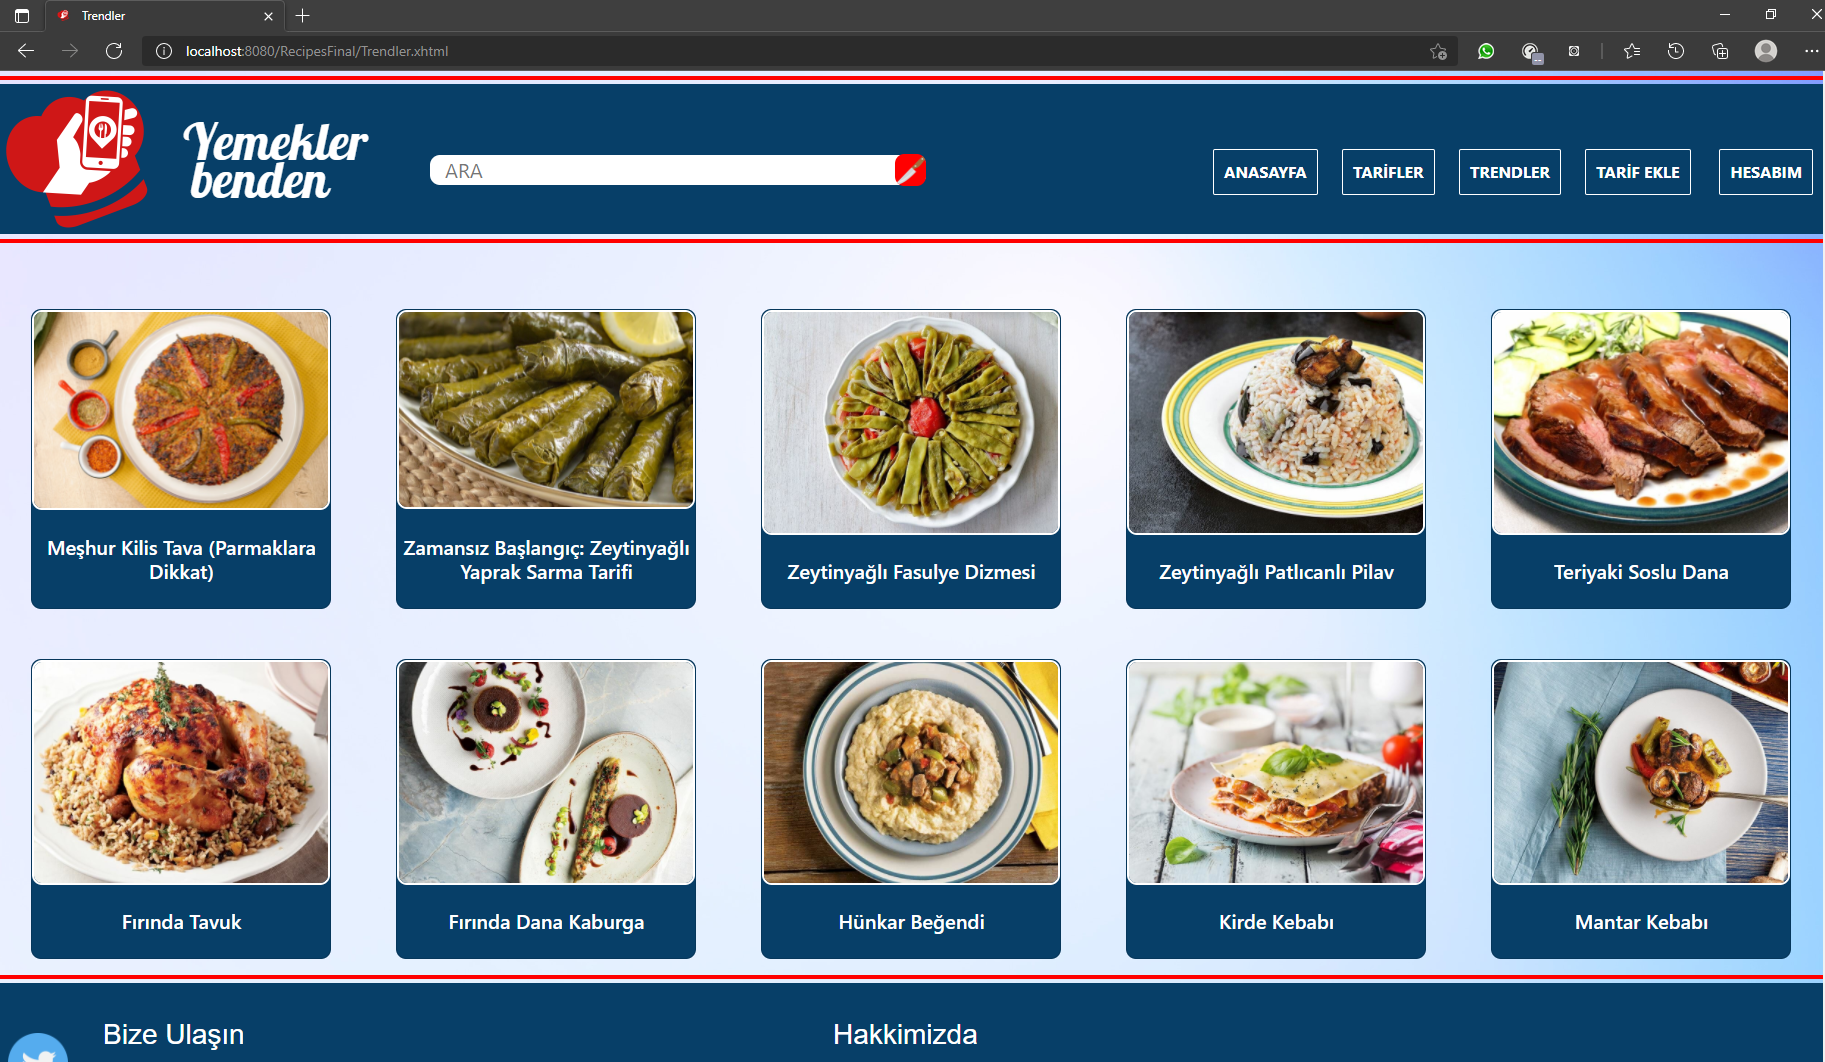 Trendler
localhost:8080/RecipesFinal/Trendler.xhtml
Yemekler
benden
ARA
ANASAYFA
TARİFLER
TRENDLER
TARİF EKLE
HESABIM
Meşhur Kilis Tava (Parmaklara
Dikkat)
Zamansız Başlangıç: Zeytinyağlı
Yaprak Sarma Tarifi
Zeytinyağlı Fasulye Dizmesi
Zeytinyağlı Patlıcanlı Pilav
Teriyaki Soslu Dana
Fırında Tavuk
Fırında Dana Kaburga
Hünkar Beğendi
Kirde Kebabı
Mantar Kebabı
Bize Ulaşın
Hakkimizda